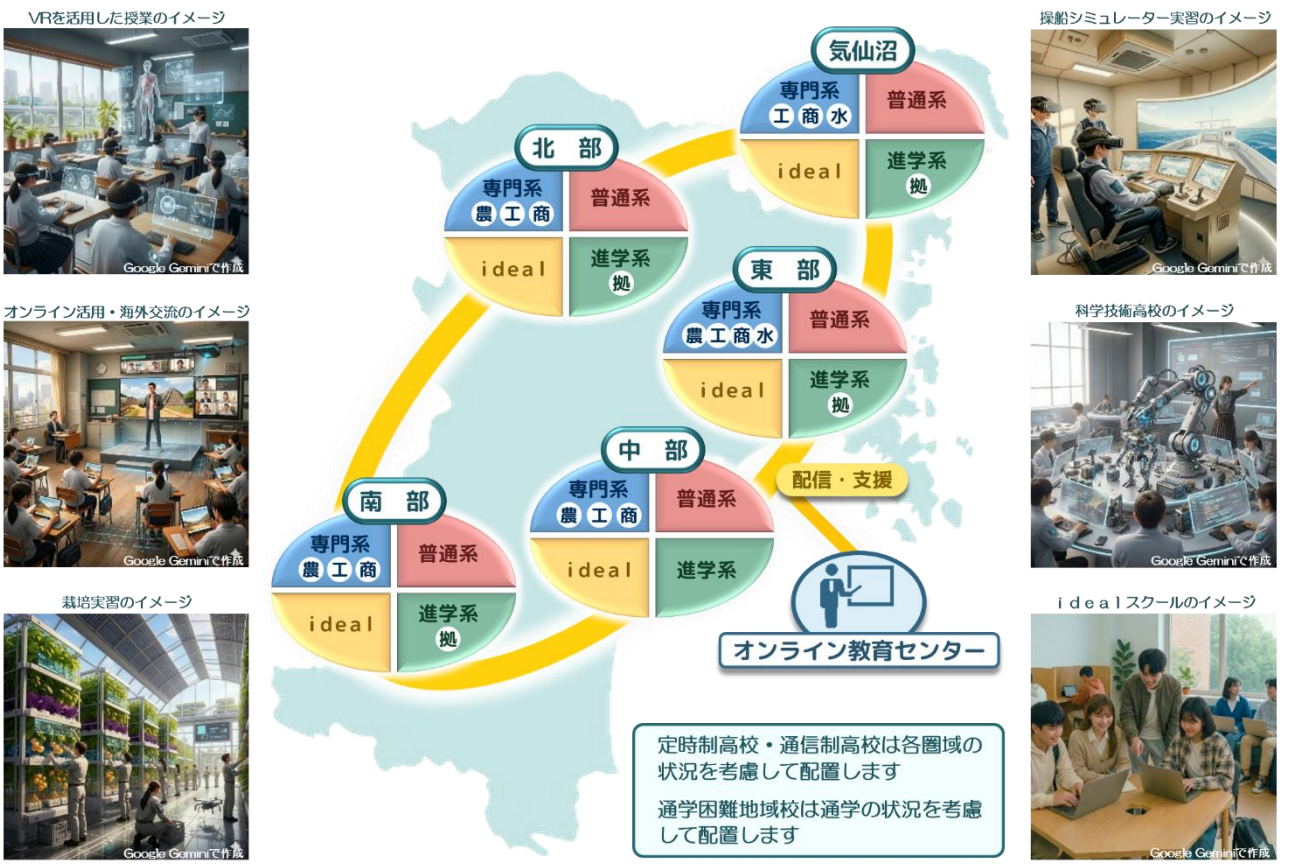 VRを活用した授業のイメージ
Google Geminiで作成
オンライン活用・海外交流のイメージ
Google Geminiで作成
栽培実習のイメージ
Google Geminiで作成
気仙沼
専門系
工 商 水
普通系
ideal
進学系
拠
北 部
専門系
農 工 商
普通系
ideal
進学系
拠
東 部
専門系
農 工 商 水
普通系
ideal
進学系
拠
中 部
専門系
農 工 商
普通系
ideal
進学系
南 部
専門系
農 工 商
普通系
ideal
進学系
拠
配信・支援
オンライン教育センター
定時制高校・通信制高校は各圏域の
状況を考慮して配置します
通学困難地域校は通学の状況を考慮
して配置します
操船シミュレーター実習のイメージ
Google Geminiで作成
科学技術高校のイメージ
Google Geminiで作成
idealスクールのイメージ
Google Geminiで作成